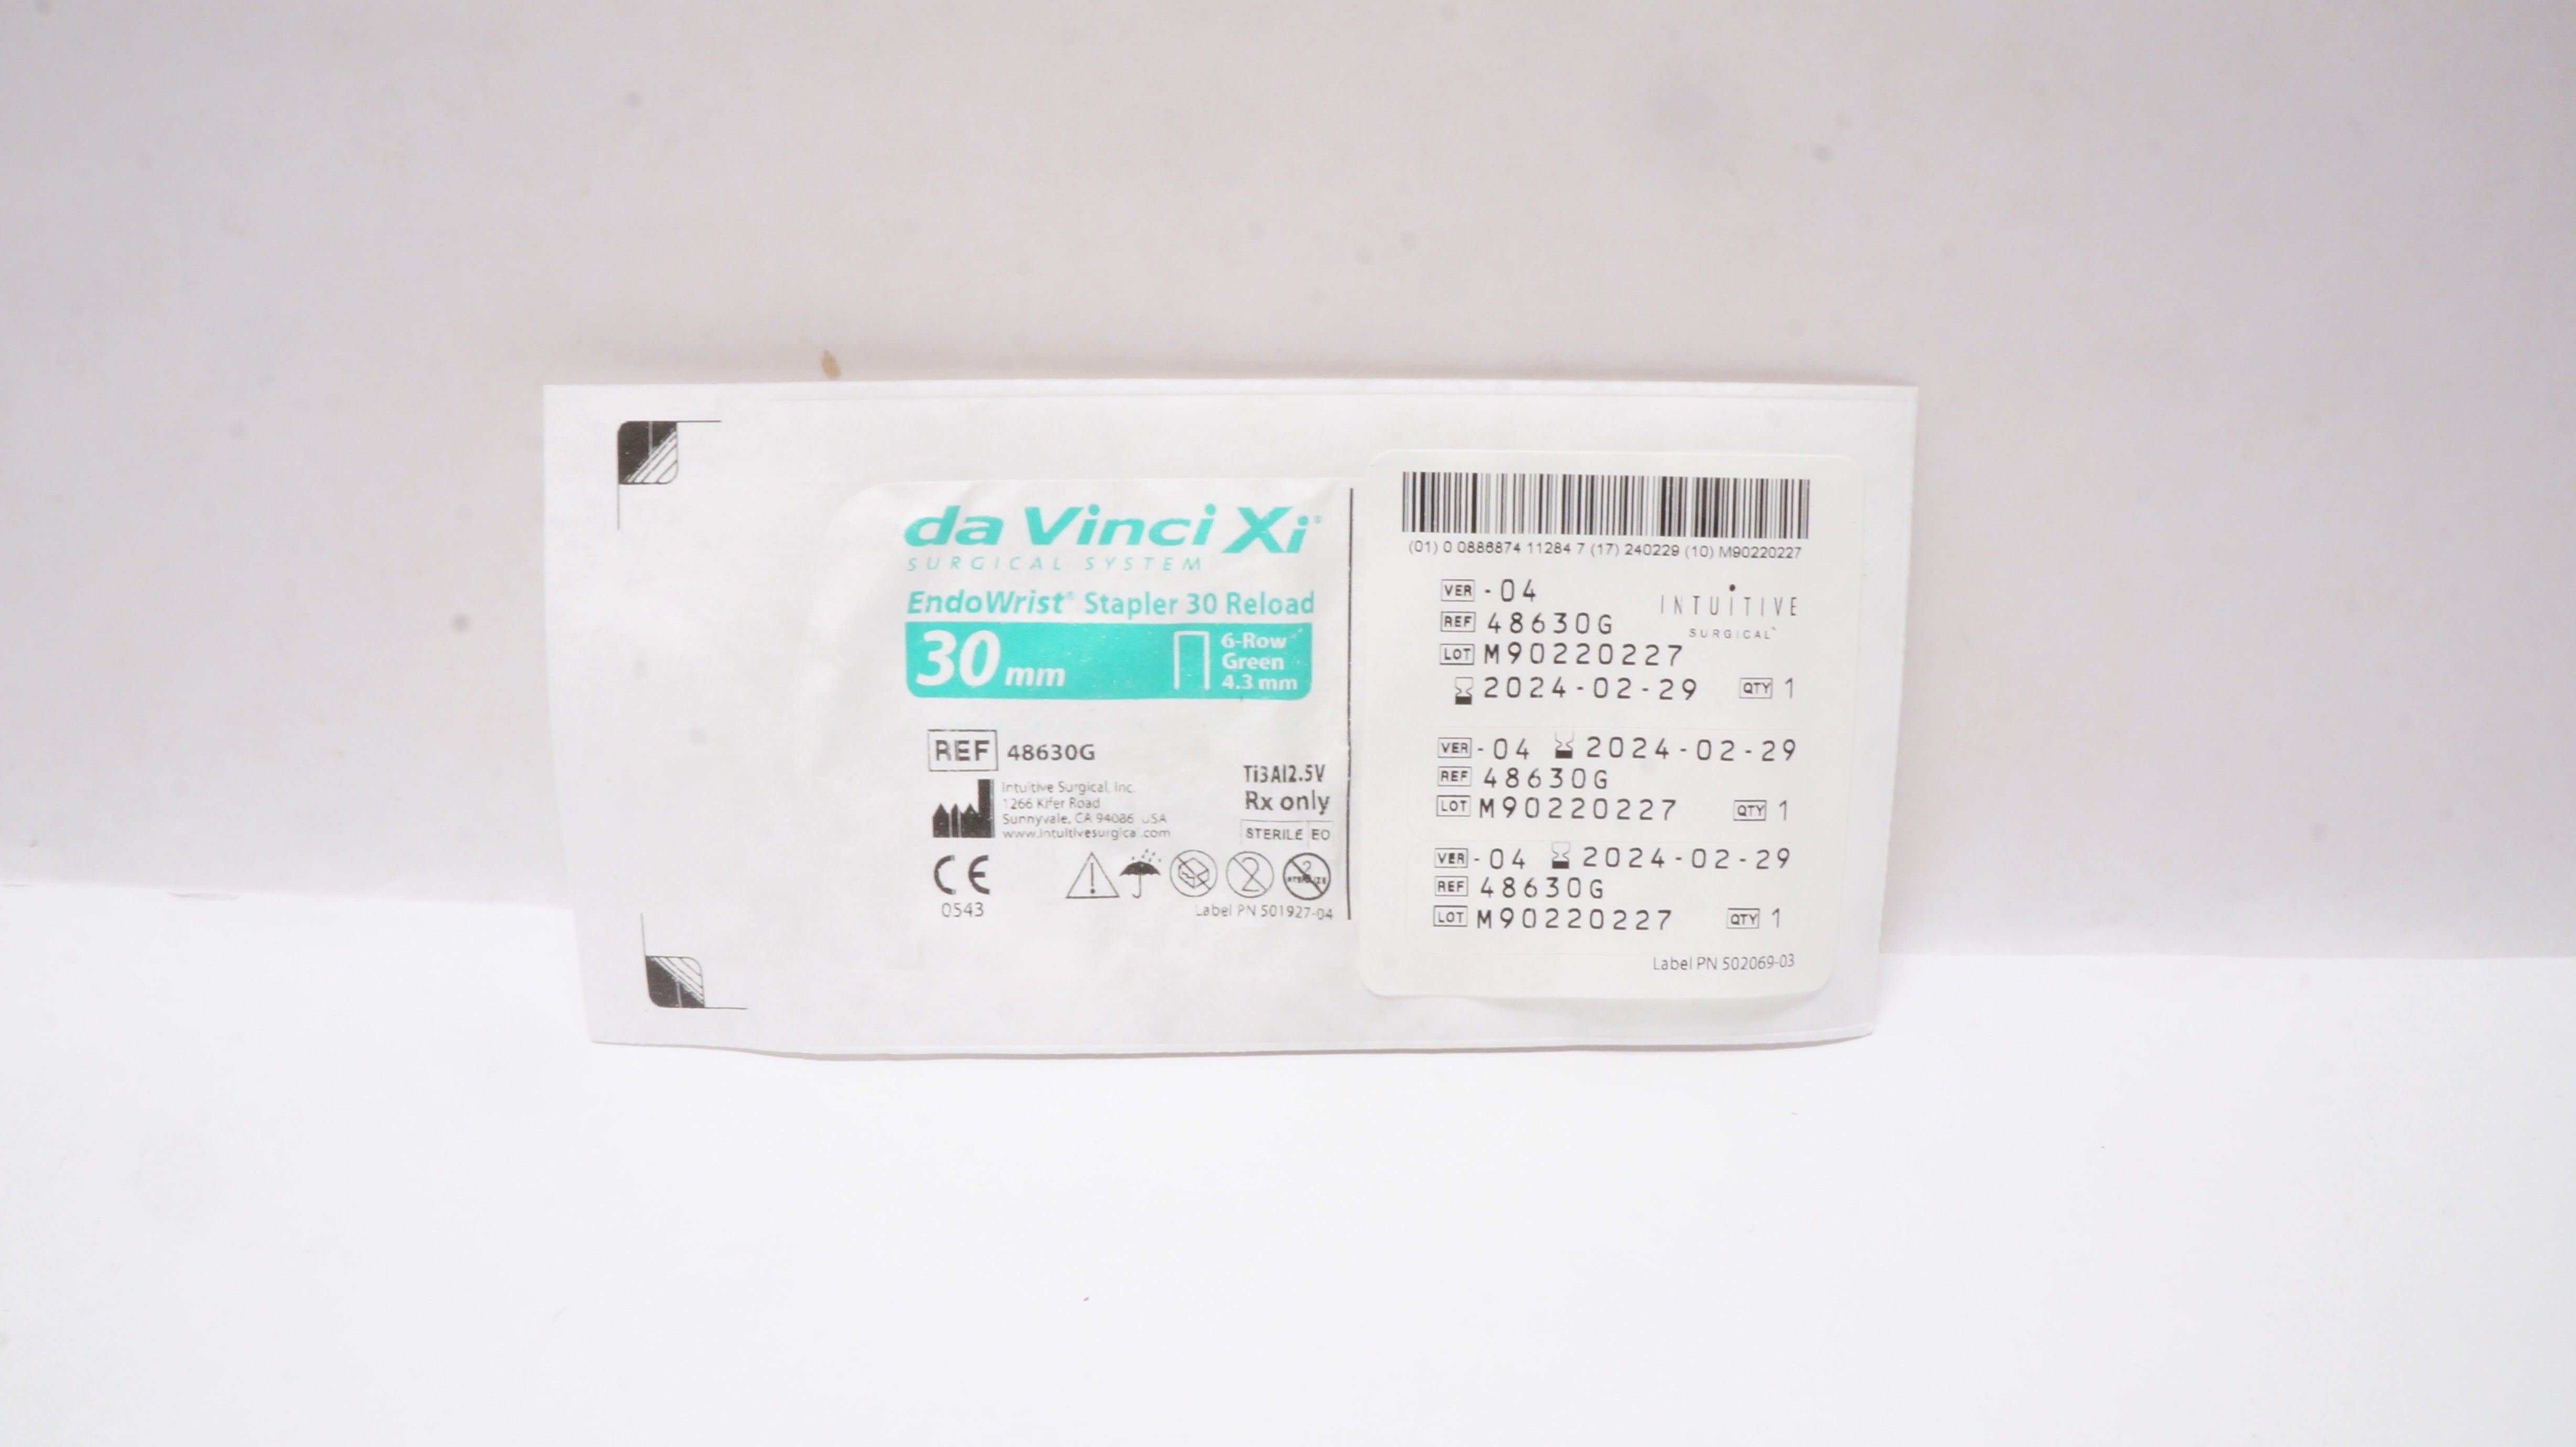 da Vinci Xi®
SURGICAL SYSTEM
EndoWrist® Stapler 30 Reload
30 mm
6-Row
Green
4.3 mm
REF 48630G
Intuitive Surgical, Inc.
1266 Kifer Road
Sunnyvale, CA 94086 USA
www.intuitivesurgical.com
Ti3Al2.5V
Rx only
STERILE EO
CE
0543
2
2
STERILIZE
Label PN 501927-04
(01) 0 0886874 11284 7 (17) 240229 (10) M90220227
VER - 04
INTUITIVE
SURGICAL
REF 48630G
LOT M90220227
2024-02-29 QTY 1
VER - 04 2024-02-29
REF 48630G
LOT M90220227 QTY 1
VER - 04 2024-02-29
REF 48630G
LOT M90220227 QTY 1
Label PN 502069-03